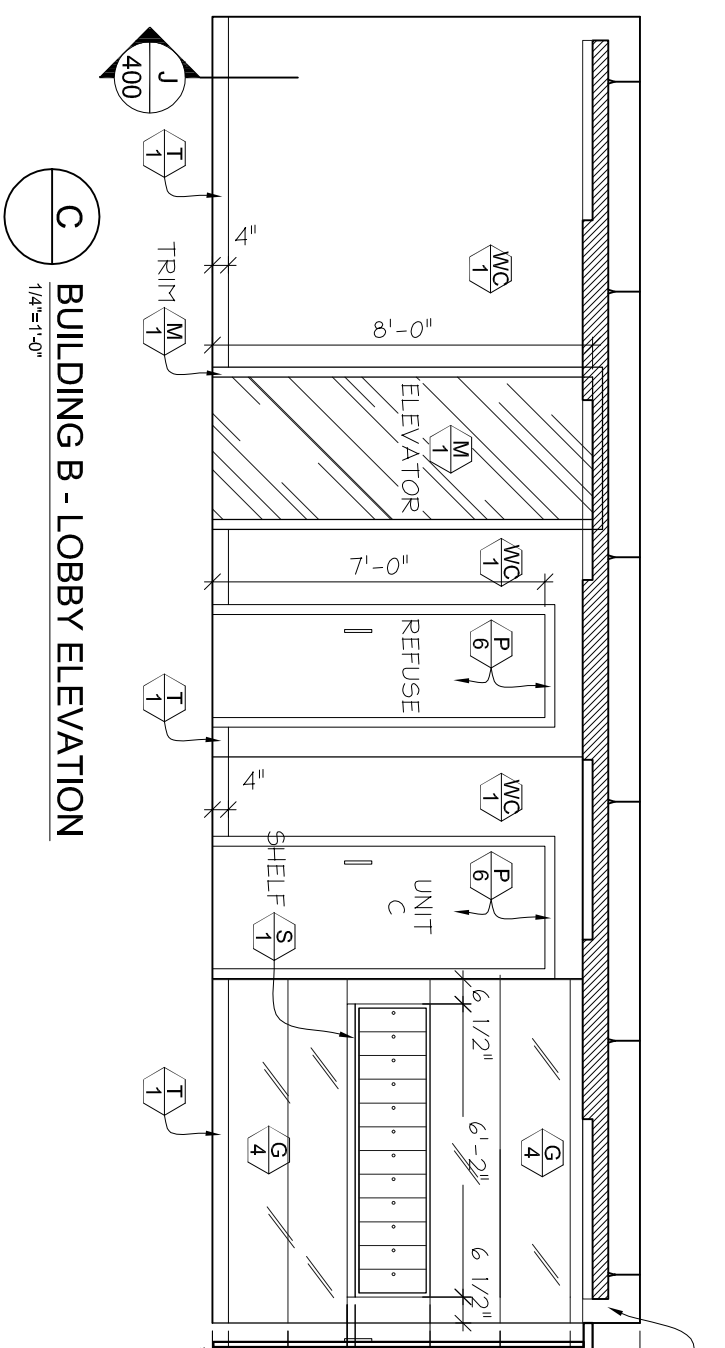 J
400
T
1
4"
TRIM
M
1
WC
1
8'-0"
ELEVATOR
M
1
WC
1
7'-0"
REFUSE
P
6
T
1
4"
WC
1
SHELF
S
1
UNIT
C
P
6
6 1/2"
6'-2"
6 1/2"
T
1
G
4
G
4
C
BUILDING B - LOBBY ELEVATION
1/4"=1'-0"